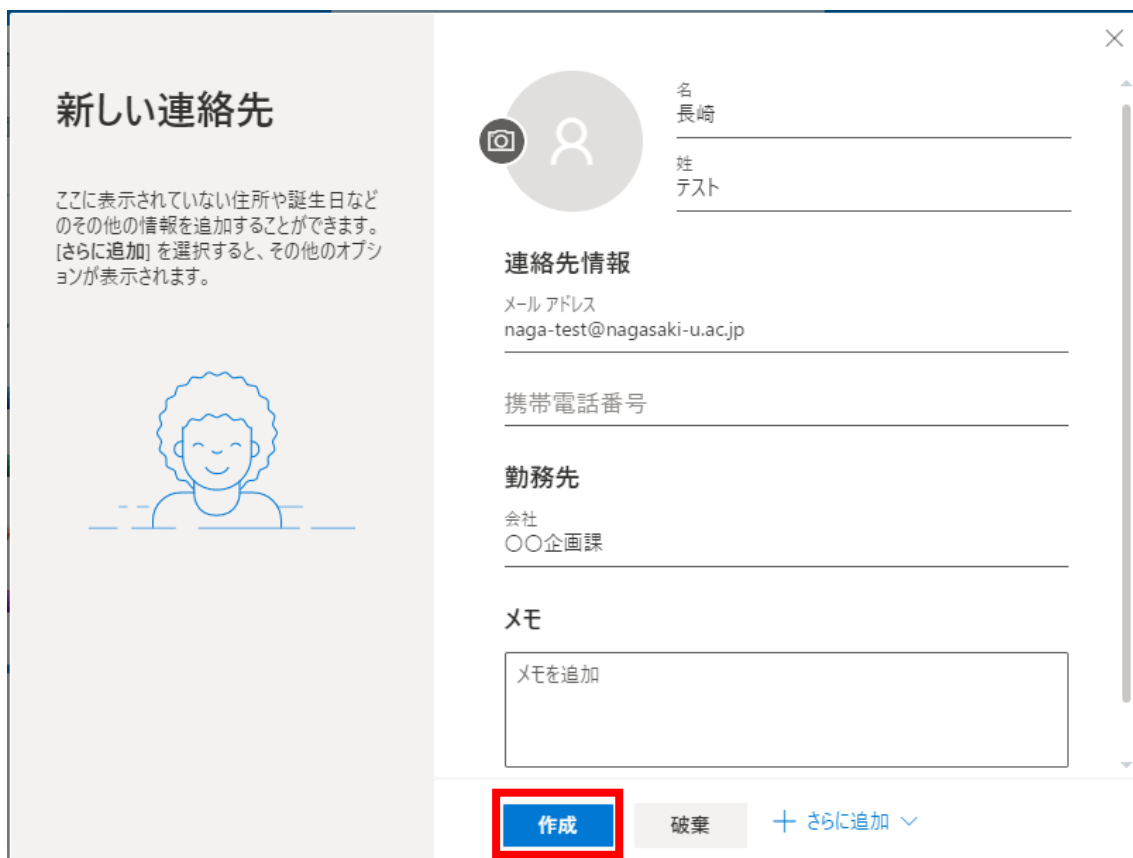 新しい連絡先
ここに表示されていない住所や誕生日など
のその他の情報を追加することができます。
[さらに追加] を選択すると、その他のオプシ
ョンが表示されます。
名
長崎
姓
テスト
連絡先情報
メール アドレス
naga-test@nagasaki-u.ac.jp
携帯電話番号
勤務先
会社
〇〇企画課
メモ
メモを追加
作成
破棄
さらに追加